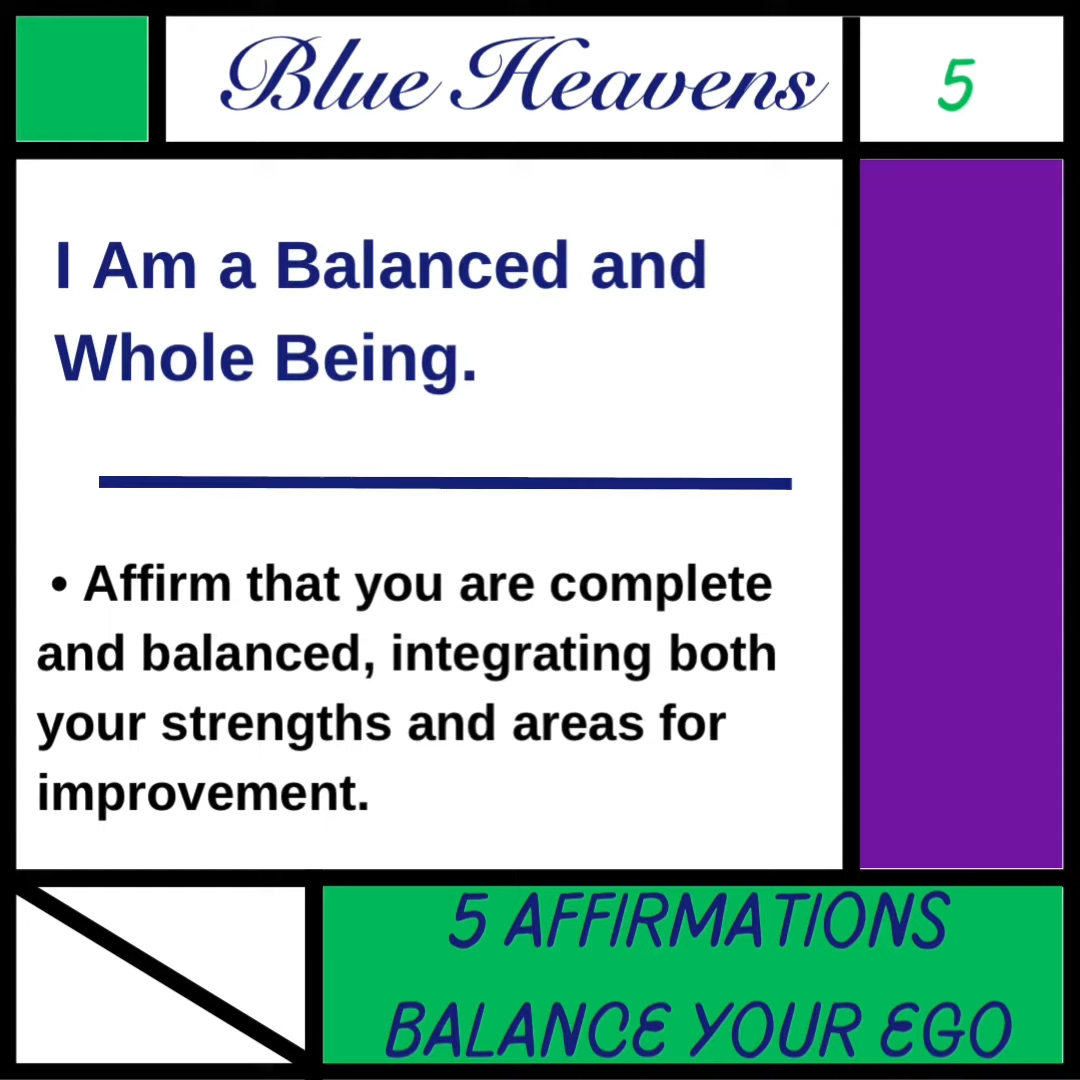 Blue Heavens
5
I Am a Balanced and
Whole Being.
• Affirm that you are complete
and balanced, integrating both
your strengths and areas for
improvement.
5 AFFIRMATIONS
BALANCE YOUR EGO